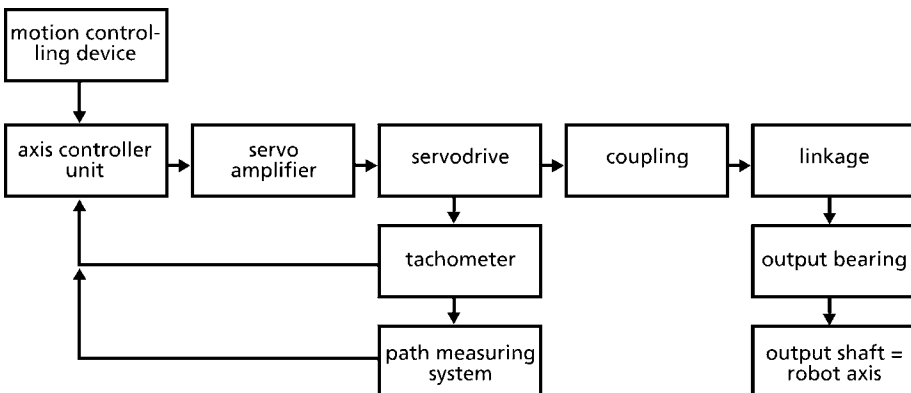 motion control-
ling device
axis controller
unit
servo
amplifier
servodrive
coupling
linkage
tachometer
output bearing
path measuring
system
output shaft =
robot axis